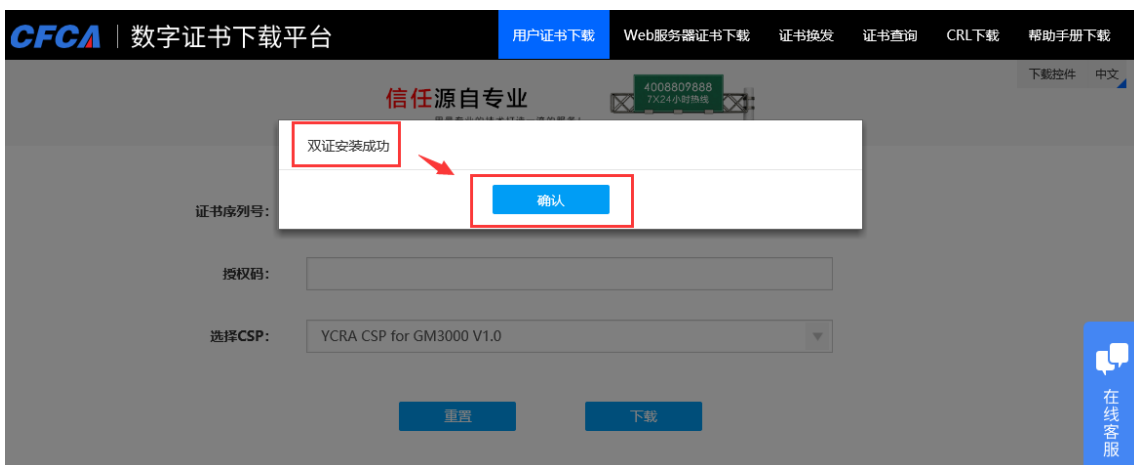 CFCA 数字证书下载平台 用户证书下载 Web服务器证书下载 证书换发 证书查询 CRL下载 帮助手册下载
下载控件 中文
信任源自专业
4008809888
7X24小时热线
双证安装成功
确认
证书序列号:
授权码:
选择CSP: YCRA CSP for GM3000 V1.0
重置 下载
在线客服